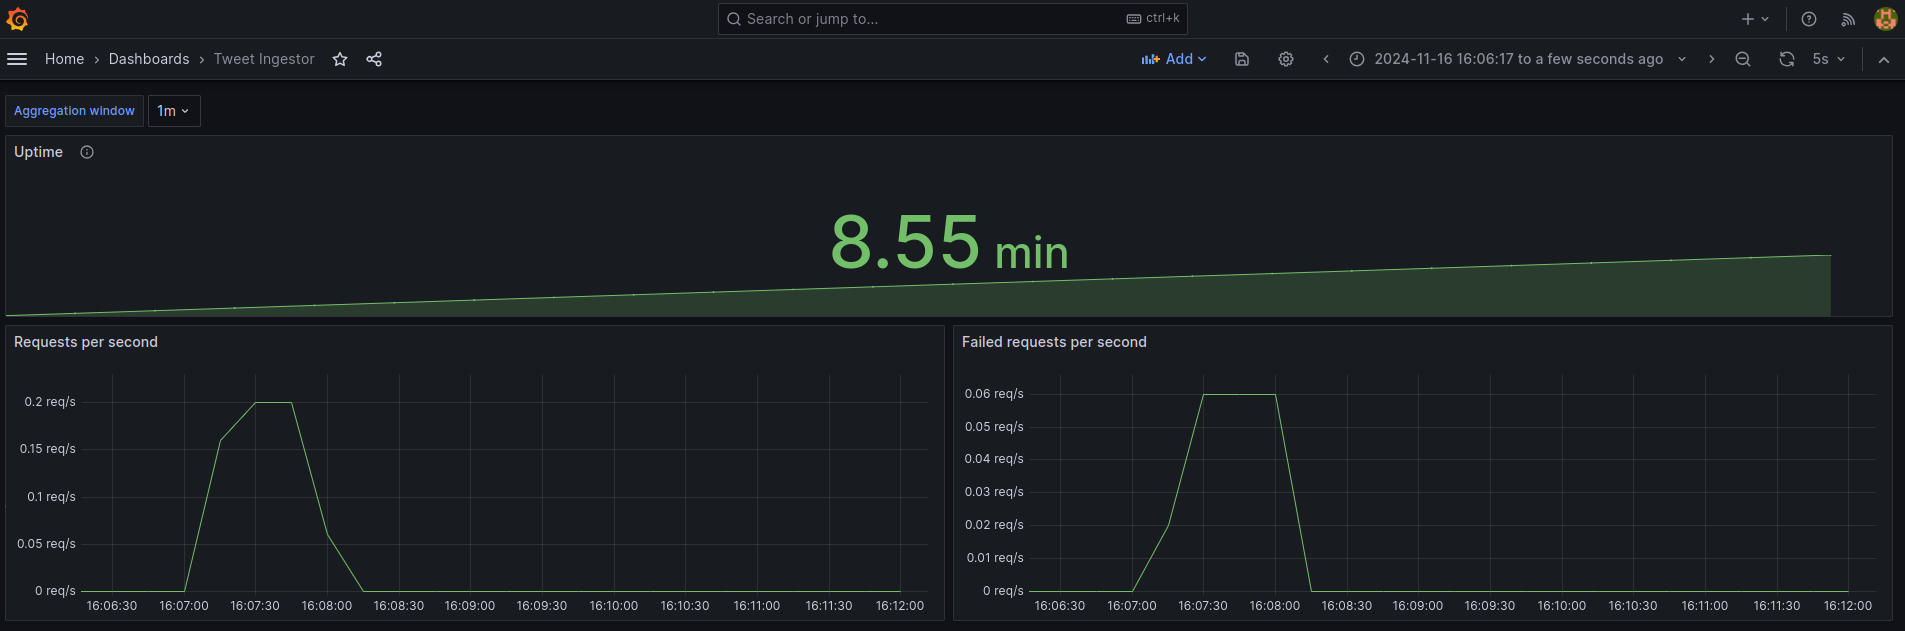 Search or jump to... ctrl+k
Home › Dashboards › Tweet Ingestor Add 2024-11-16 16:06:17 to a few seconds ago 5s
Aggregation window 1m
Uptime
8.55 min
Requests per second
0.2 req/s
0.15 req/s
0.1 req/s
0.05 req/s
0 req/s
16:06:30 16:07:00 16:07:30 16:08:00 16:08:30 16:09:00 16:09:30 16:10:00 16:10:30 16:11:00 16:11:30 16:12:00
Failed requests per second
0.06 req/s
0.05 req/s
0.04 req/s
0.03 req/s
0.02 req/s
0.01 req/s
0 req/s
16:06:30 16:07:00 16:07:30 16:08:00 16:08:30 16:09:00 16:09:30 16:10:00 16:10:30 16:11:00 16:11:30 16:12:00